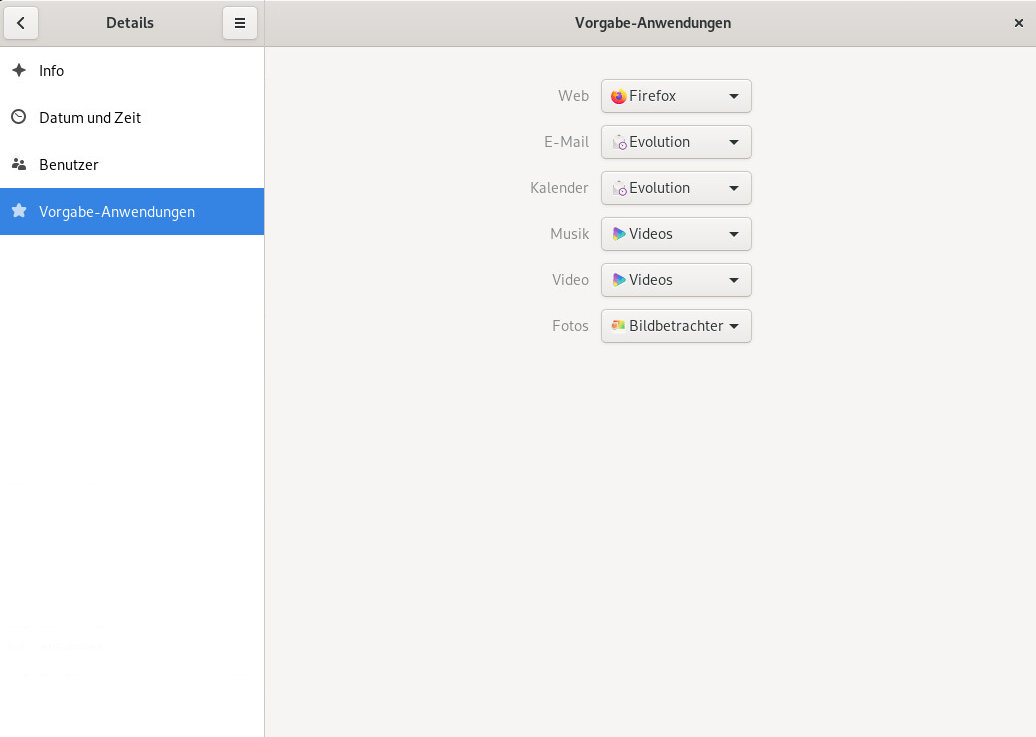 Details
Vorgabe-Anwendungen
Info
Datum und Zeit
Benutzer
Vorgabe-Anwendungen
Web Firefox
E-Mail Evolution
Kalender Evolution
Musik Videos
Video Videos
Fotos Bildbetrachter